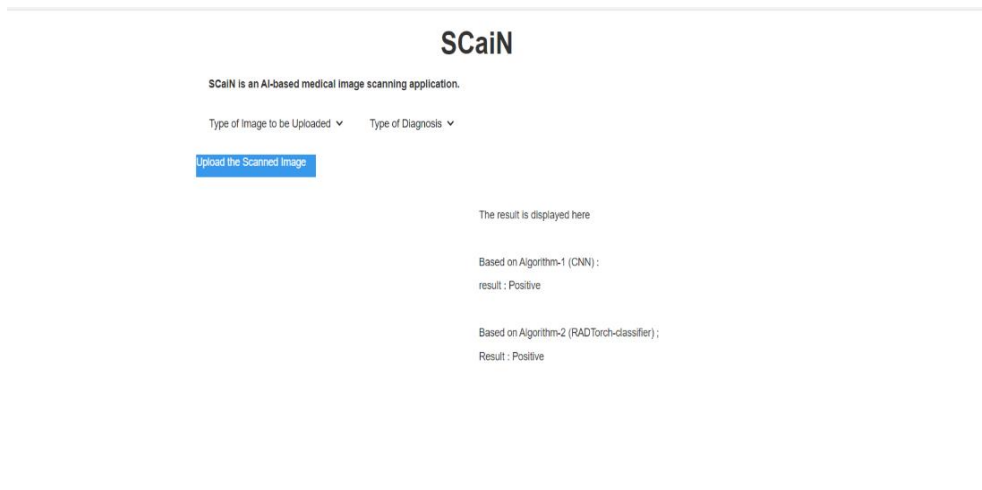 SCaiN
SCaiN is an AI-based medical image scanning application.
Type of Image to be Uploaded
Type of Diagnosis
Upload the Scanned Image
The result is displayed here
Based on Algorithm-1 (CNN) :
result : Positive
Based on Algorithm-2 (RADTorch-classifier) ;
Result : Positive